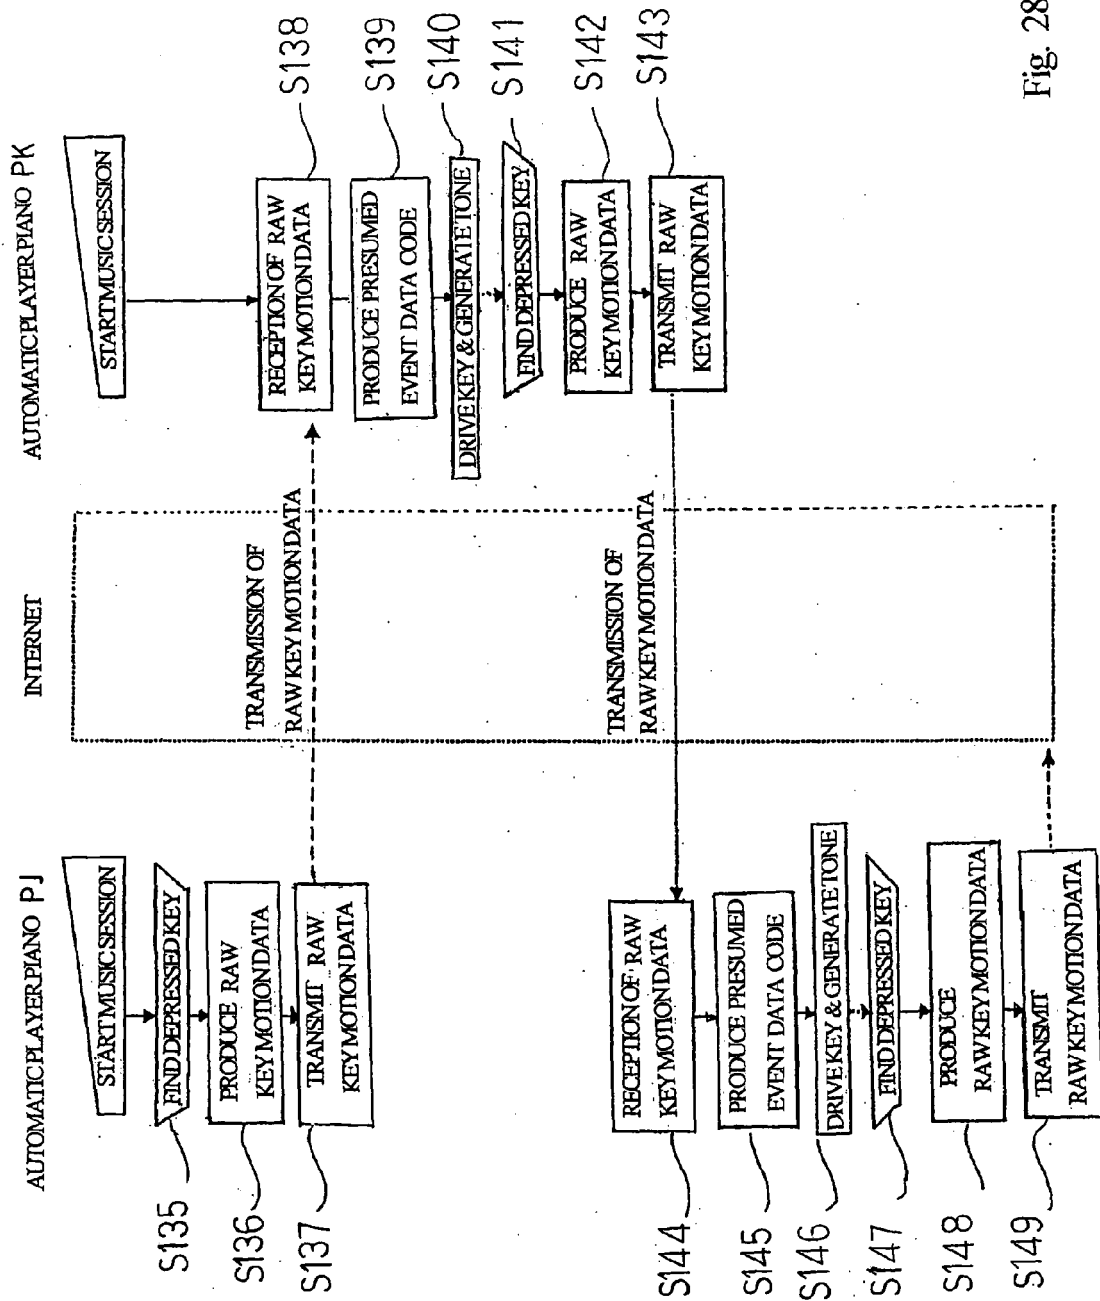 AUTOMATIC PLAYER PIANO PJ
INTERNET
AUTOMATIC PLAYER PIANO PK
START MUSIC SESSION
S135
FIND DEPRESSED KEY
S136
PRODUCE RAW
KEY MOTION DATA
S137
TRANSMIT RAW
KEY MOTION DATA
TRANSMISSION OF
RAW KEY MOTION DATA
START MUSIC SESSION
RECEPTION OF RAW
KEY MOTION DATA
S138
PRODUCE PRESUMED
EVENT DATA CODE
S139
DRIVE KEY & GENERATE TONE
S140
FIND DEPRESSED KEY
S141
PRODUCE RAW
KEY MOTION DATA
S142
TRANSMIT RAW
KEY MOTION DATA
S143
TRANSMISSION OF
RAW KEY MOTION DATA
S144
RECEPTION OF RAW
KEY MOTION DATA
S145
PRODUCE PRESUMED
EVENT DATA CODE
S146
DRIVE KEY & GENERATE TONE
S147
FIND DEPRESSED KEY
S148
PRODUCE
RAW KEY MOTION DATA
S149
TRANSMIT
RAW KEY MOTION DATA
Fig. 28